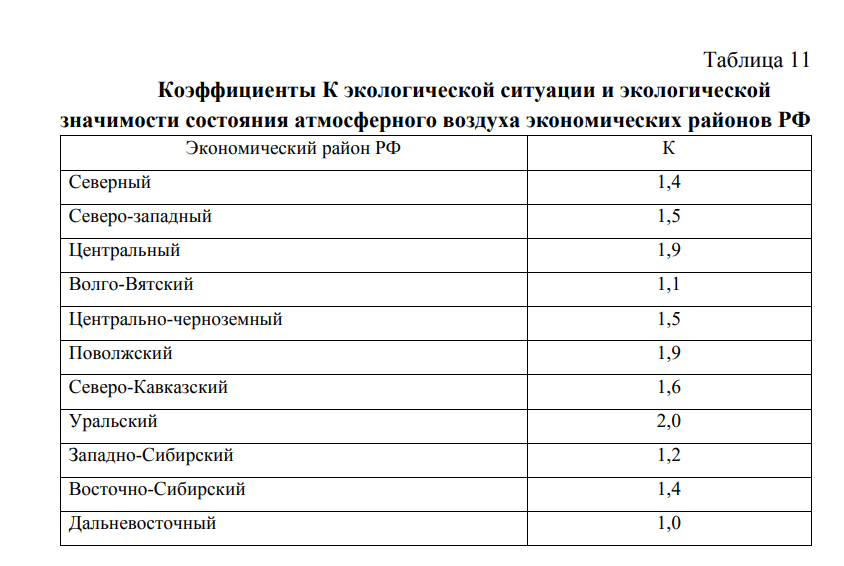 Таблица 11
Коэффициенты К экологической ситуации и экологической
значимости состояния атмосферного воздуха экономических районов РФ
Экономический район РФ К
Северный 1,4
Северо-западный 1,5
Центральный 1,9
Волго-Вятский 1,1
Центрально-черноземный 1,5
Поволжский 1,9
Северо-Кавказский 1,6
Уральский 2,0
Западно-Сибирский 1,2
Восточно-Сибирский 1,4
Дальневосточный 1,0